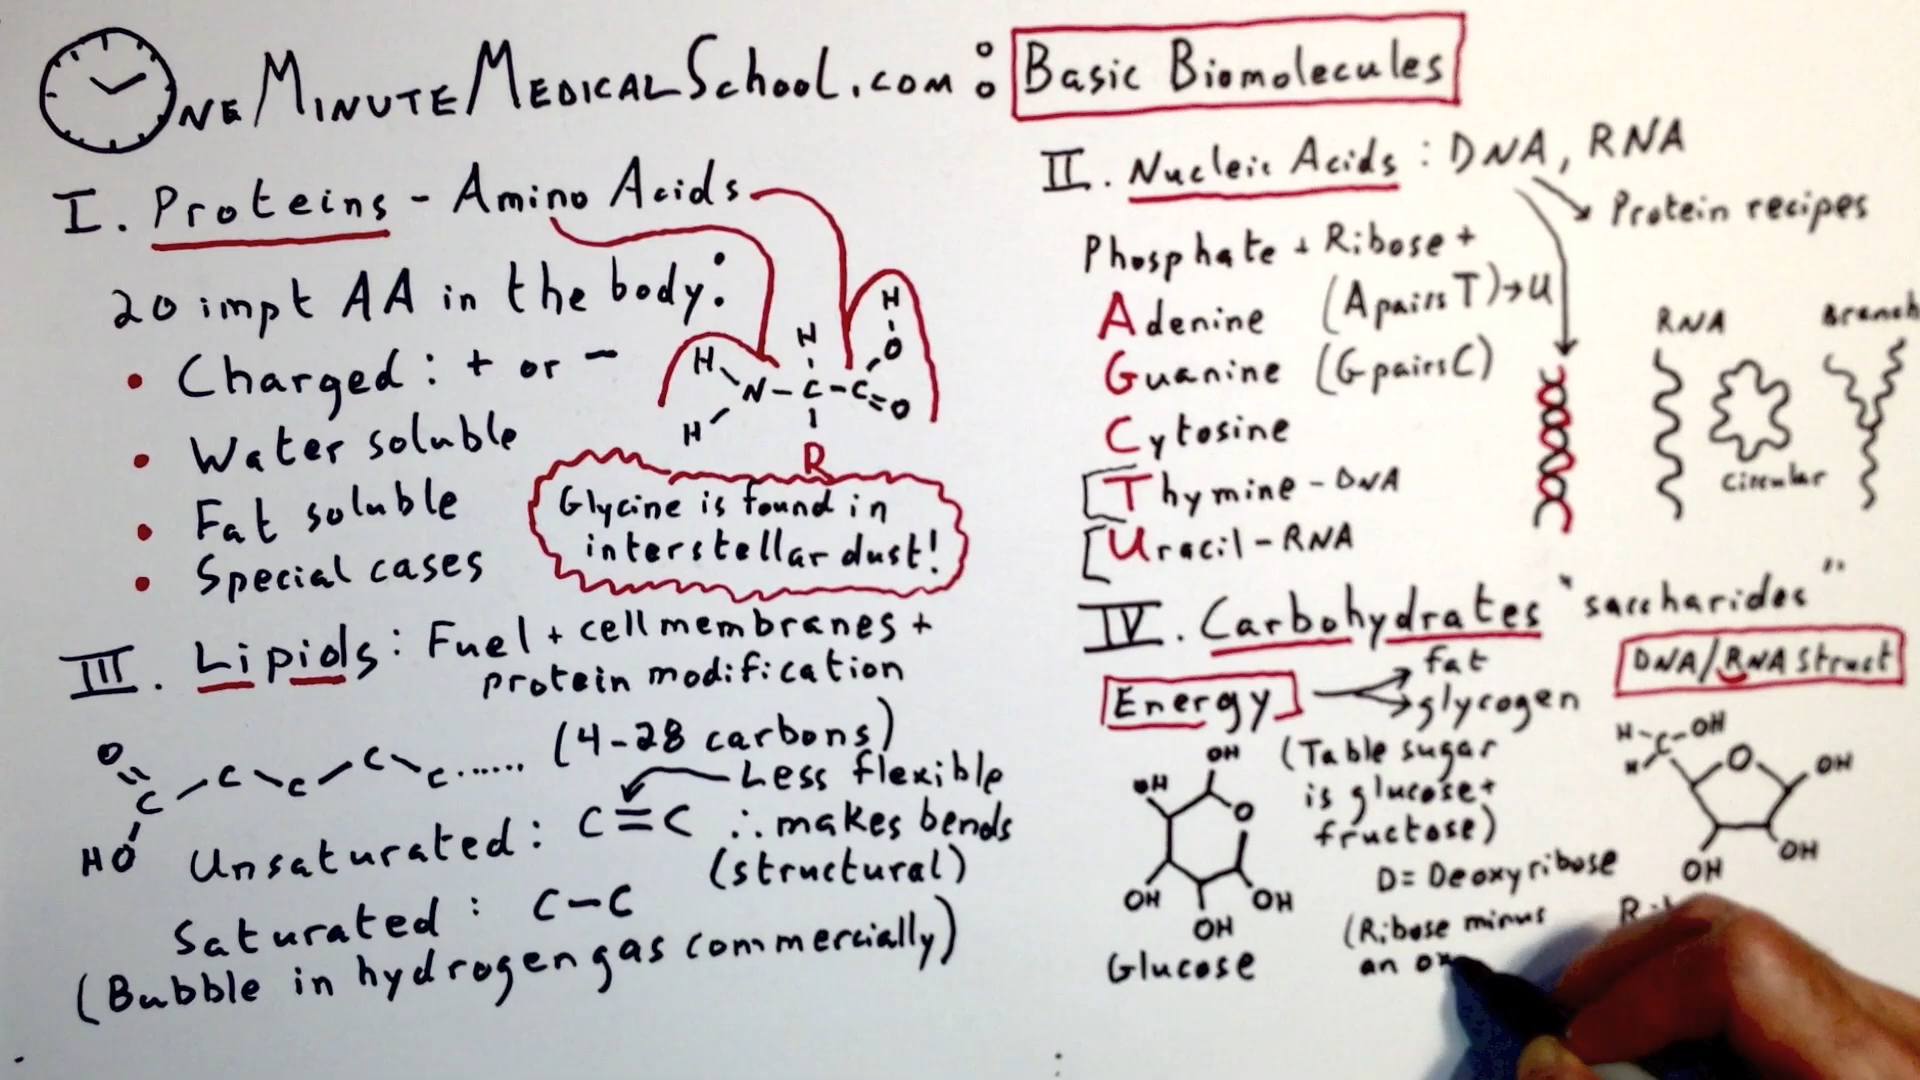 ONEMINUTEMEDICALSCHOOL.COM : Basic Biomolecules
I. Proteins - Amino Acids
20 impt AA in the body:
• Charged : + or -
• Water soluble
• Fat soluble
• Special cases
H
H
O
H
N-C-C=O
H
R
Glycine is found in
interstellar dust!
III. Lipids: Fuel + cell membranes +
protein modification
O
C C C C C......
HO
(4-28 carbons)
Less flexible
Unsaturated: C=C ∴ makes bends
(structural)
Saturated: C-C
(Bubble in hydrogen gas commercially)
II. Nucleic Acids : DNA, RNA
Protein recipes
Phosphate + Ribose +
Adenine (A pairs T)→U
Guanine (G pairs C)
Cytosine
[Thymine - DNA
[Uracil - RNA
RNA
Circular
Branch
IV. Carbohydrates "saccharides"
Energy
fat
glycogen
DNA/RNA Struct
(Table sugar
is glucose+
fructose)
OH
OH
O
OH
OH
OH
Glucose
H-C-OH
H
O
OH
OH
OH
D= Deoxyribose
(Ribose minus
an ox